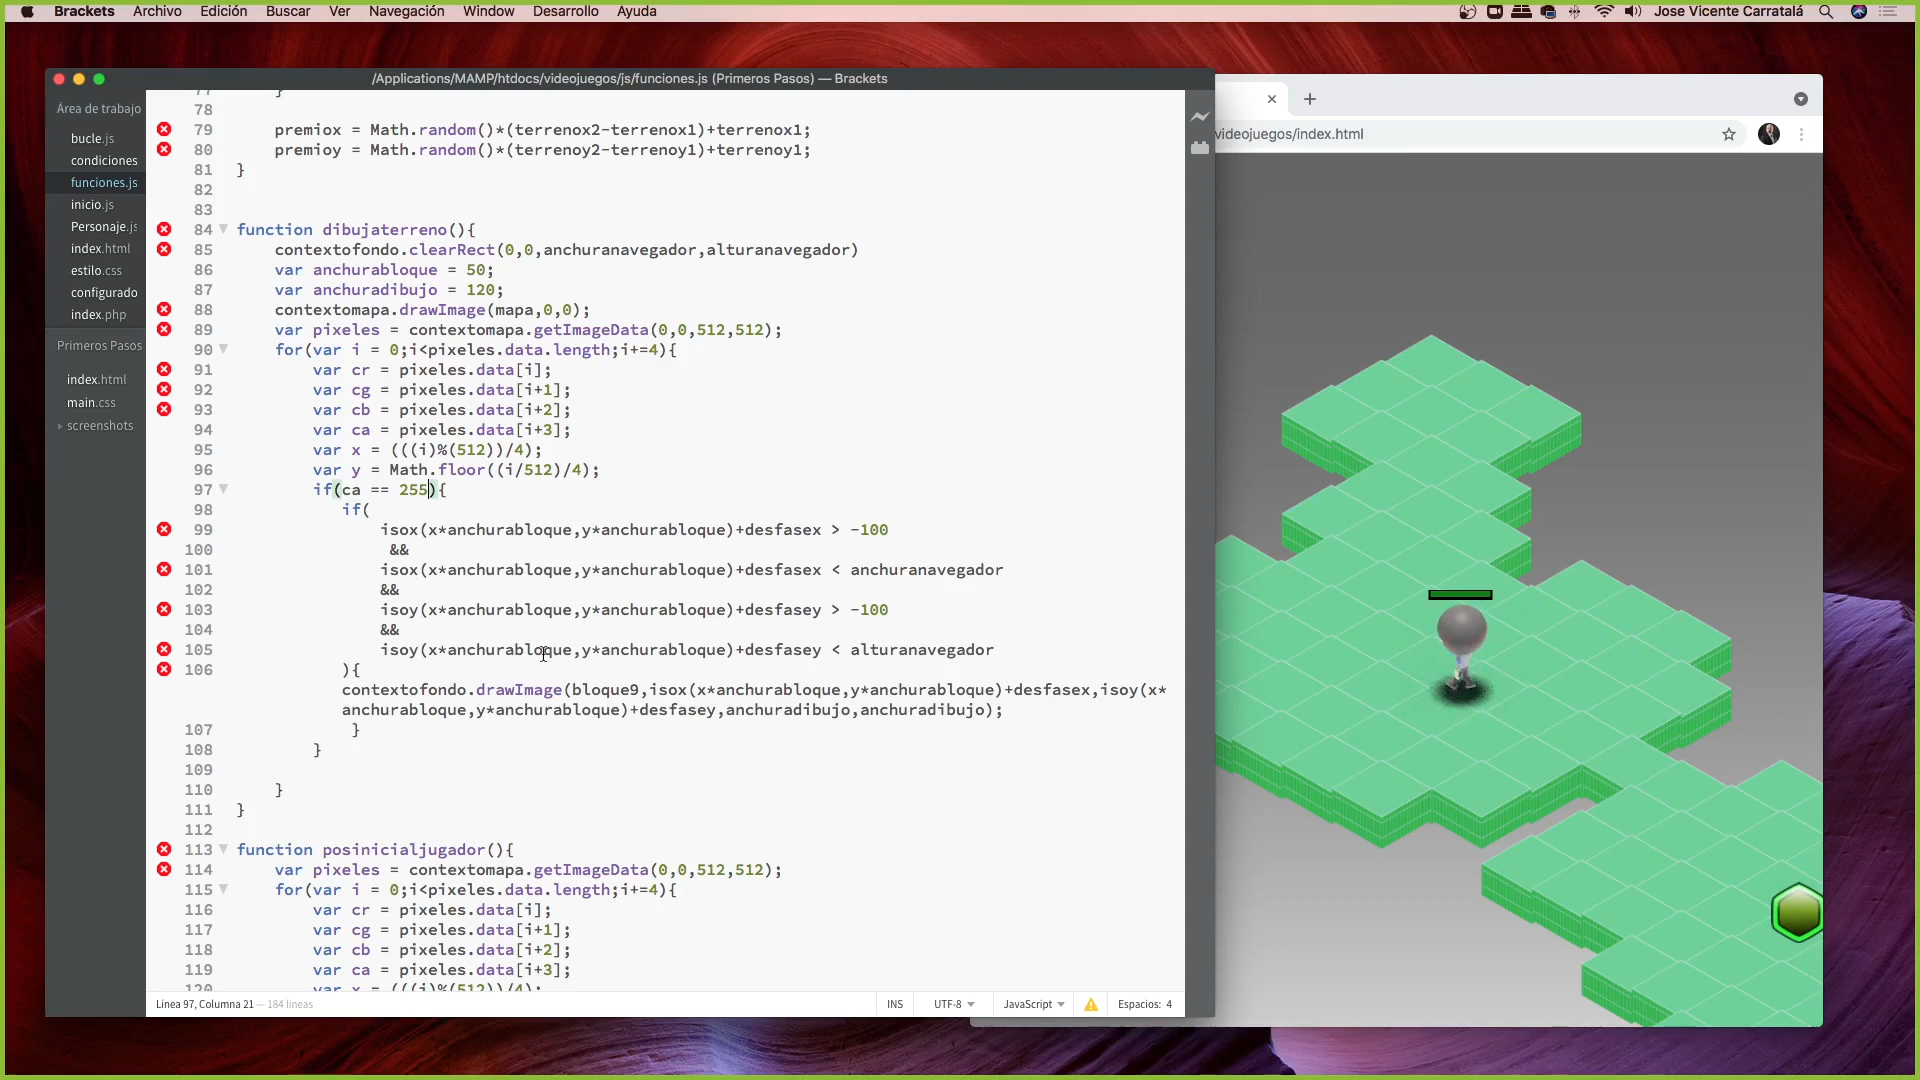 Brackets Archivo Edición Buscar Ver Navegación Window Desarrollo Ayuda Jose Vicente Carratalá
/Applications/MAMP/htdocs/videojuegos/js/funciones.js (Primeros Pasos) — Brackets
videojuegos/index.html
Área de trabajo
bucle.js
condiciones
funciones.js
inicio.js
Personaje.js
index.html
estilo.css
configurado
index.php
Primeros Pasos
index.html
main.css
screenshots
77 }
78
79 premiox = Math.random()*(terrenox2-terrenox1)+terrenox1;
80 premioy = Math.random()*(terrenoy2-terrenoy1)+terrenoy1;
81 }
82
83
84 function dibujaterreno(){
85 contextofondo.clearRect(0,0,anchuranavegador,alturanavegador)
86 var anchurabloque = 50;
87 var anchuradibujo = 120;
88 contextomapa.drawImage(mapa,0,0);
89 var pixeles = contextomapa.getImageData(0,0,512,512);
90 for(var i = 0;i<pixeles.data.length;i+=4){
91 var cr = pixeles.data[i];
92 var cg = pixeles.data[i+1];
93 var cb = pixeles.data[i+2];
94 var ca = pixeles.data[i+3];
95 var x = (((i)%(512))/4);
96 var y = Math.floor((i/512)/4);
97 if(ca == 255){
98 if(
99 isox(x*anchurabloque,y*anchurabloque)+desfasex > -100
100 &&
101 isox(x*anchurabloque,y*anchurabloque)+desfasex < anchuranavegador
102 &&
103 isoy(x*anchurabloque,y*anchurabloque)+desfasey > -100
104 &&
105 isoy(x*anchurabloque,y*anchurabloque)+desfasey < alturanavegador
106 ){
contextofondo.drawImage(bloque9,isox(x*anchurabloque,y*anchurabloque)+desfasex,isoy(x*
anchurabloque,y*anchurabloque)+desfasey,anchuradibujo,anchuradibujo);
107 }
108 }
109
110 }
111 }
112
113 function posinicialjugador(){
114 var pixeles = contextomapa.getImageData(0,0,512,512);
115 for(var i = 0;i<pixeles.data.length;i+=4){
116 var cr = pixeles.data[i];
117 var cg = pixeles.data[i+1];
118 var cb = pixeles.data[i+2];
119 var ca = pixeles.data[i+3];
120 var x = (((i)%(512))/4);
Línea 97, Columna 21 — 184 líneas INS UTF-8 JavaScript Espacios: 4